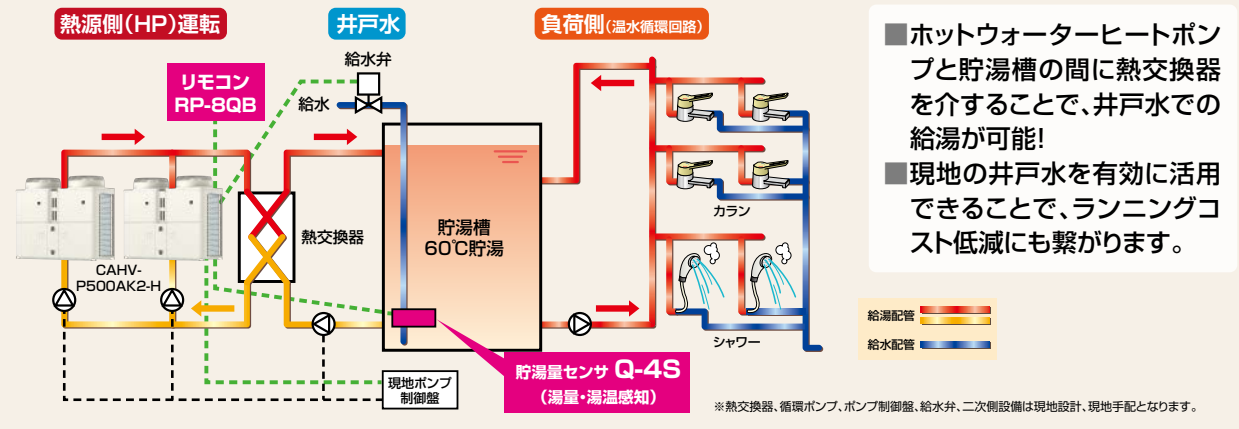 熱源側(HP)運転
井戸水
負荷側(温水循環回路)
給水弁
リモコン
RP-8QB
給水
貯湯槽
60℃貯湯
熱交換器
CAHV-
P500AK2-H
カラン
シャワー
貯湯量センサ Q-4S
(湯量・湯温感知)
現地ポンプ
制御盤
■ホットウォーターヒートポン
プと貯湯槽の間に熱交換器
を介することで、井戸水での
給湯が可能!
■現地の井戸水を有効に活用
できることで、ランニングコ
スト低減にも繋がります。
給湯配管
給水配管
※熱交換器、循環ポンプ、ポンプ制御盤、給水弁、二次側設備は現地設計、現地手配となります。